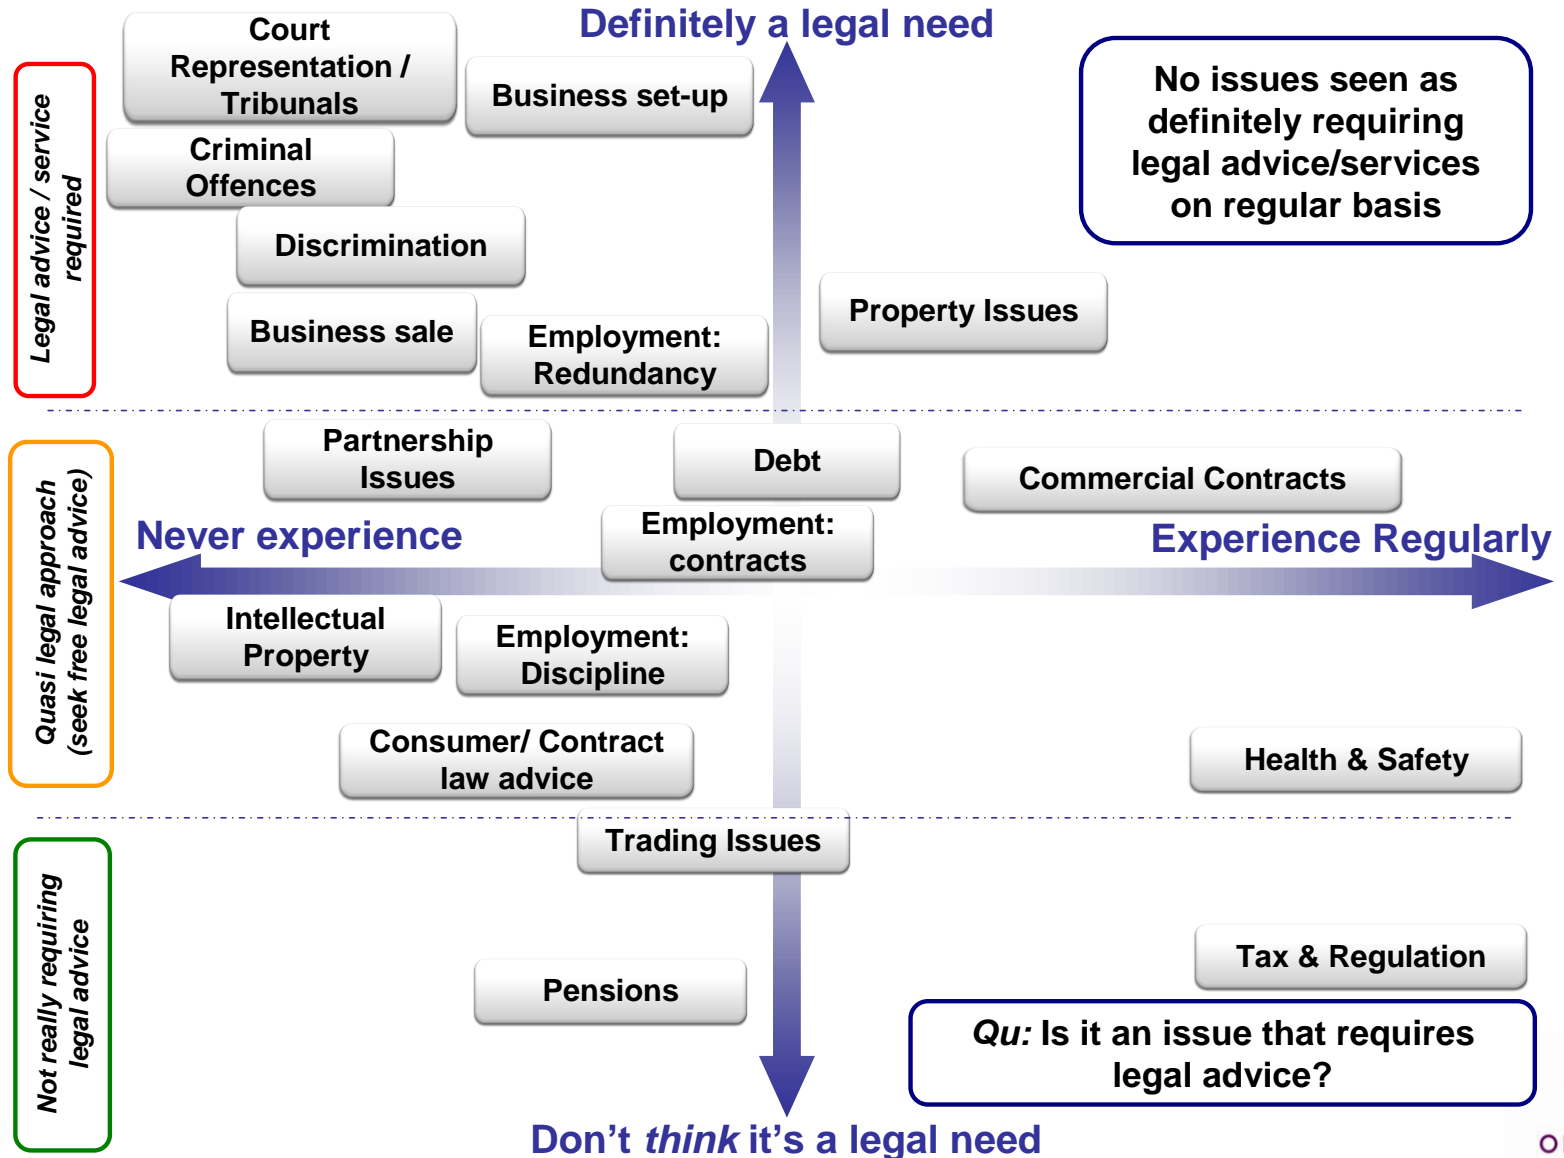 Definitely a legal need
Court
Representation /
Tribunals
Business set-up
No issues seen as
definitely requiring
legal advice/services
on regular basis
Legal advice / service
required
Criminal
Offences
Discrimination
Property Issues
Business sale
Employment:
Redundancy
Quasi legal approach
(seek free legal advice)
Partnership
Issues
Debt
Commercial Contracts
Never experience
Employment:
contracts
Experience Regularly
Intellectual
Property
Employment:
Discipline
Consumer/ Contract
law advice
Health & Safety
Trading Issues
Not really requiring
legal advice
Tax & Regulation
Pensions
Qu: Is it an issue that requires
legal advice?
Don’t think it’s a legal need